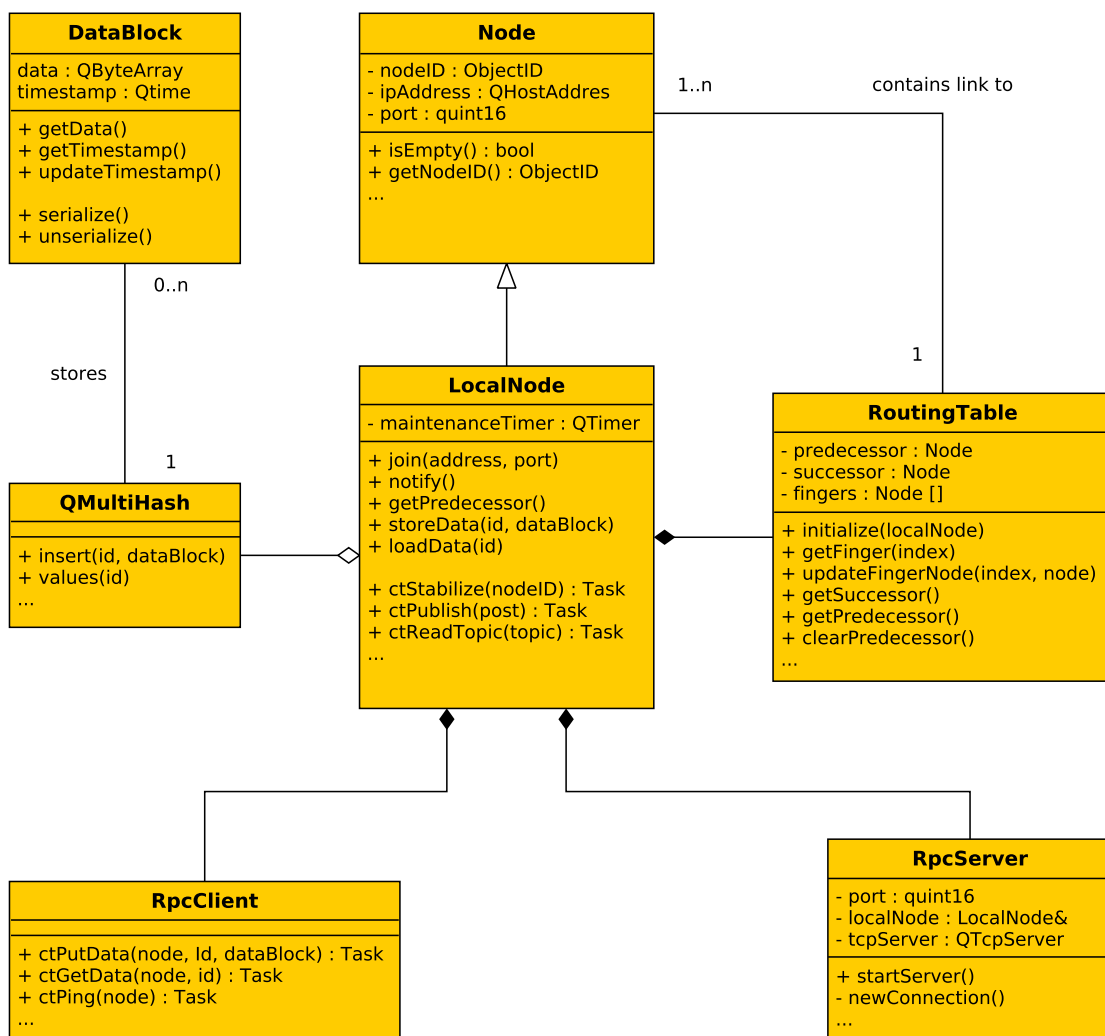 DataBlock
data : QByteArray
timestamp : Qtime
+ getData()
+ getTimestamp()
+ updateTimestamp()
+ serialize()
+ unserialize()
Node
- nodeID : ObjectID
- ipAddress : QHostAddres
- port : quint16
+ isEmpty() : bool
+ getNodeID() : ObjectID
...
1..n
contains link to
0..n
stores
1
1
QMultiHash
+ insert(id, dataBlock)
+ values(id)
...
LocalNode
- maintenanceTimer : QTimer
+ join(address, port)
+ notify()
+ getPredecessor()
+ storeData(id, dataBlock)
+ loadData(id)
+ ctStabilize(nodeID) : Task
+ ctPublish(post) : Task
+ ctReadTopic(topic) : Task
...
RoutingTable
- predecessor : Node
- successor : Node
- fingers : Node []
+ initialize(localNode)
+ getFinger(index)
+ updateFingerNode(index, node)
+ getSuccessor()
+ getPredecessor()
+ clearPredecessor()
...
RpcClient
+ ctPutData(node, Id, dataBlock) : Task
+ ctGetData(node, id) : Task
+ ctPing(node) : Task
...
RpcServer
- port : quint16
- localNode : LocalNode&
- tcpServer : QTcpServer
+ startServer()
- newConnection()
...